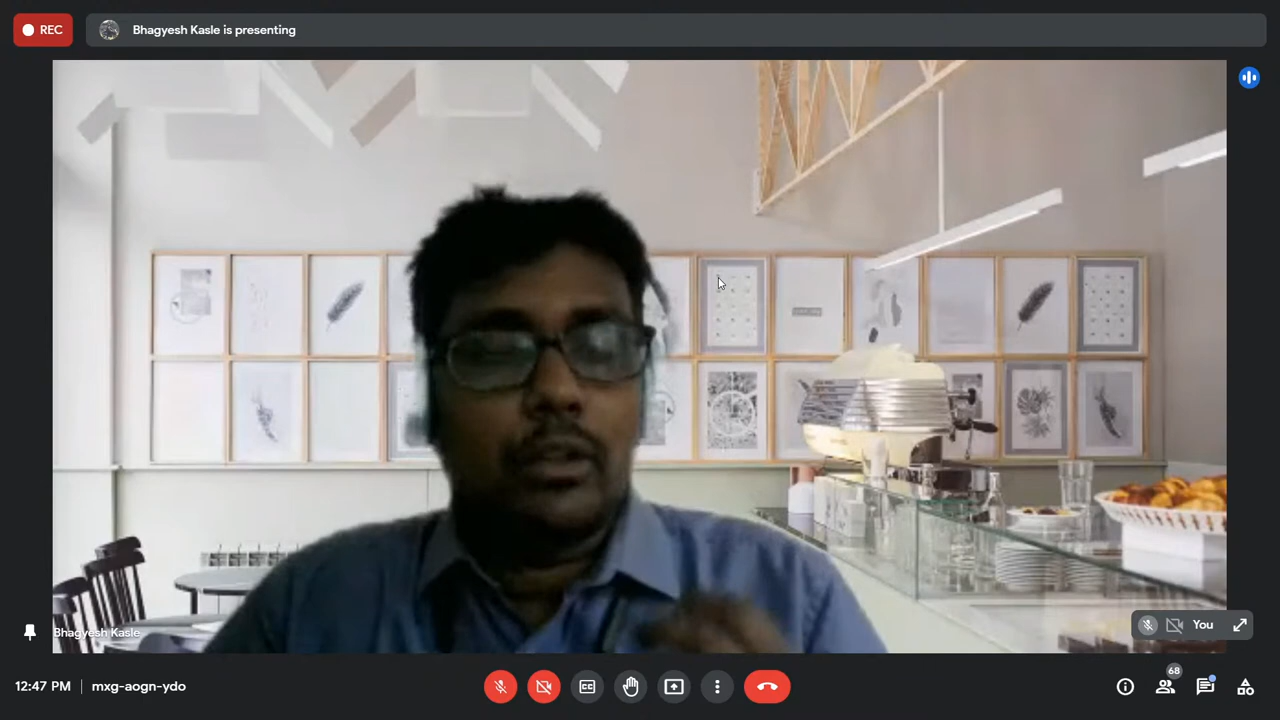 REC
Bhagyesh Kasle is presenting
Bhagyesh Kasle
You
12:47 PM
mxg-aogn-ydo
68